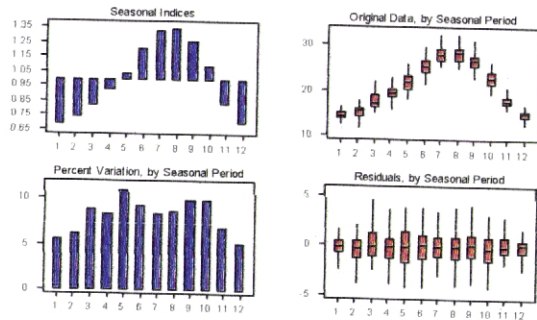 Seasonal Indices
1.35
1.25
1.15
1.05
0.95
0.85
0.75
0.65
1 2 3 4 5 6 7 8 9 10 11 12
Original Data, by Seasonal Period
30
20
10
1 2 3 4 5 6 7 8 9 10 11 12
Percent Variation, by Seasonal Period
10
5
0
1 2 3 4 5 6 7 8 9 10 11 12
Residuals, by Seasonal Period
5
0
-5
1 2 3 4 5 6 7 8 9 10 11 12